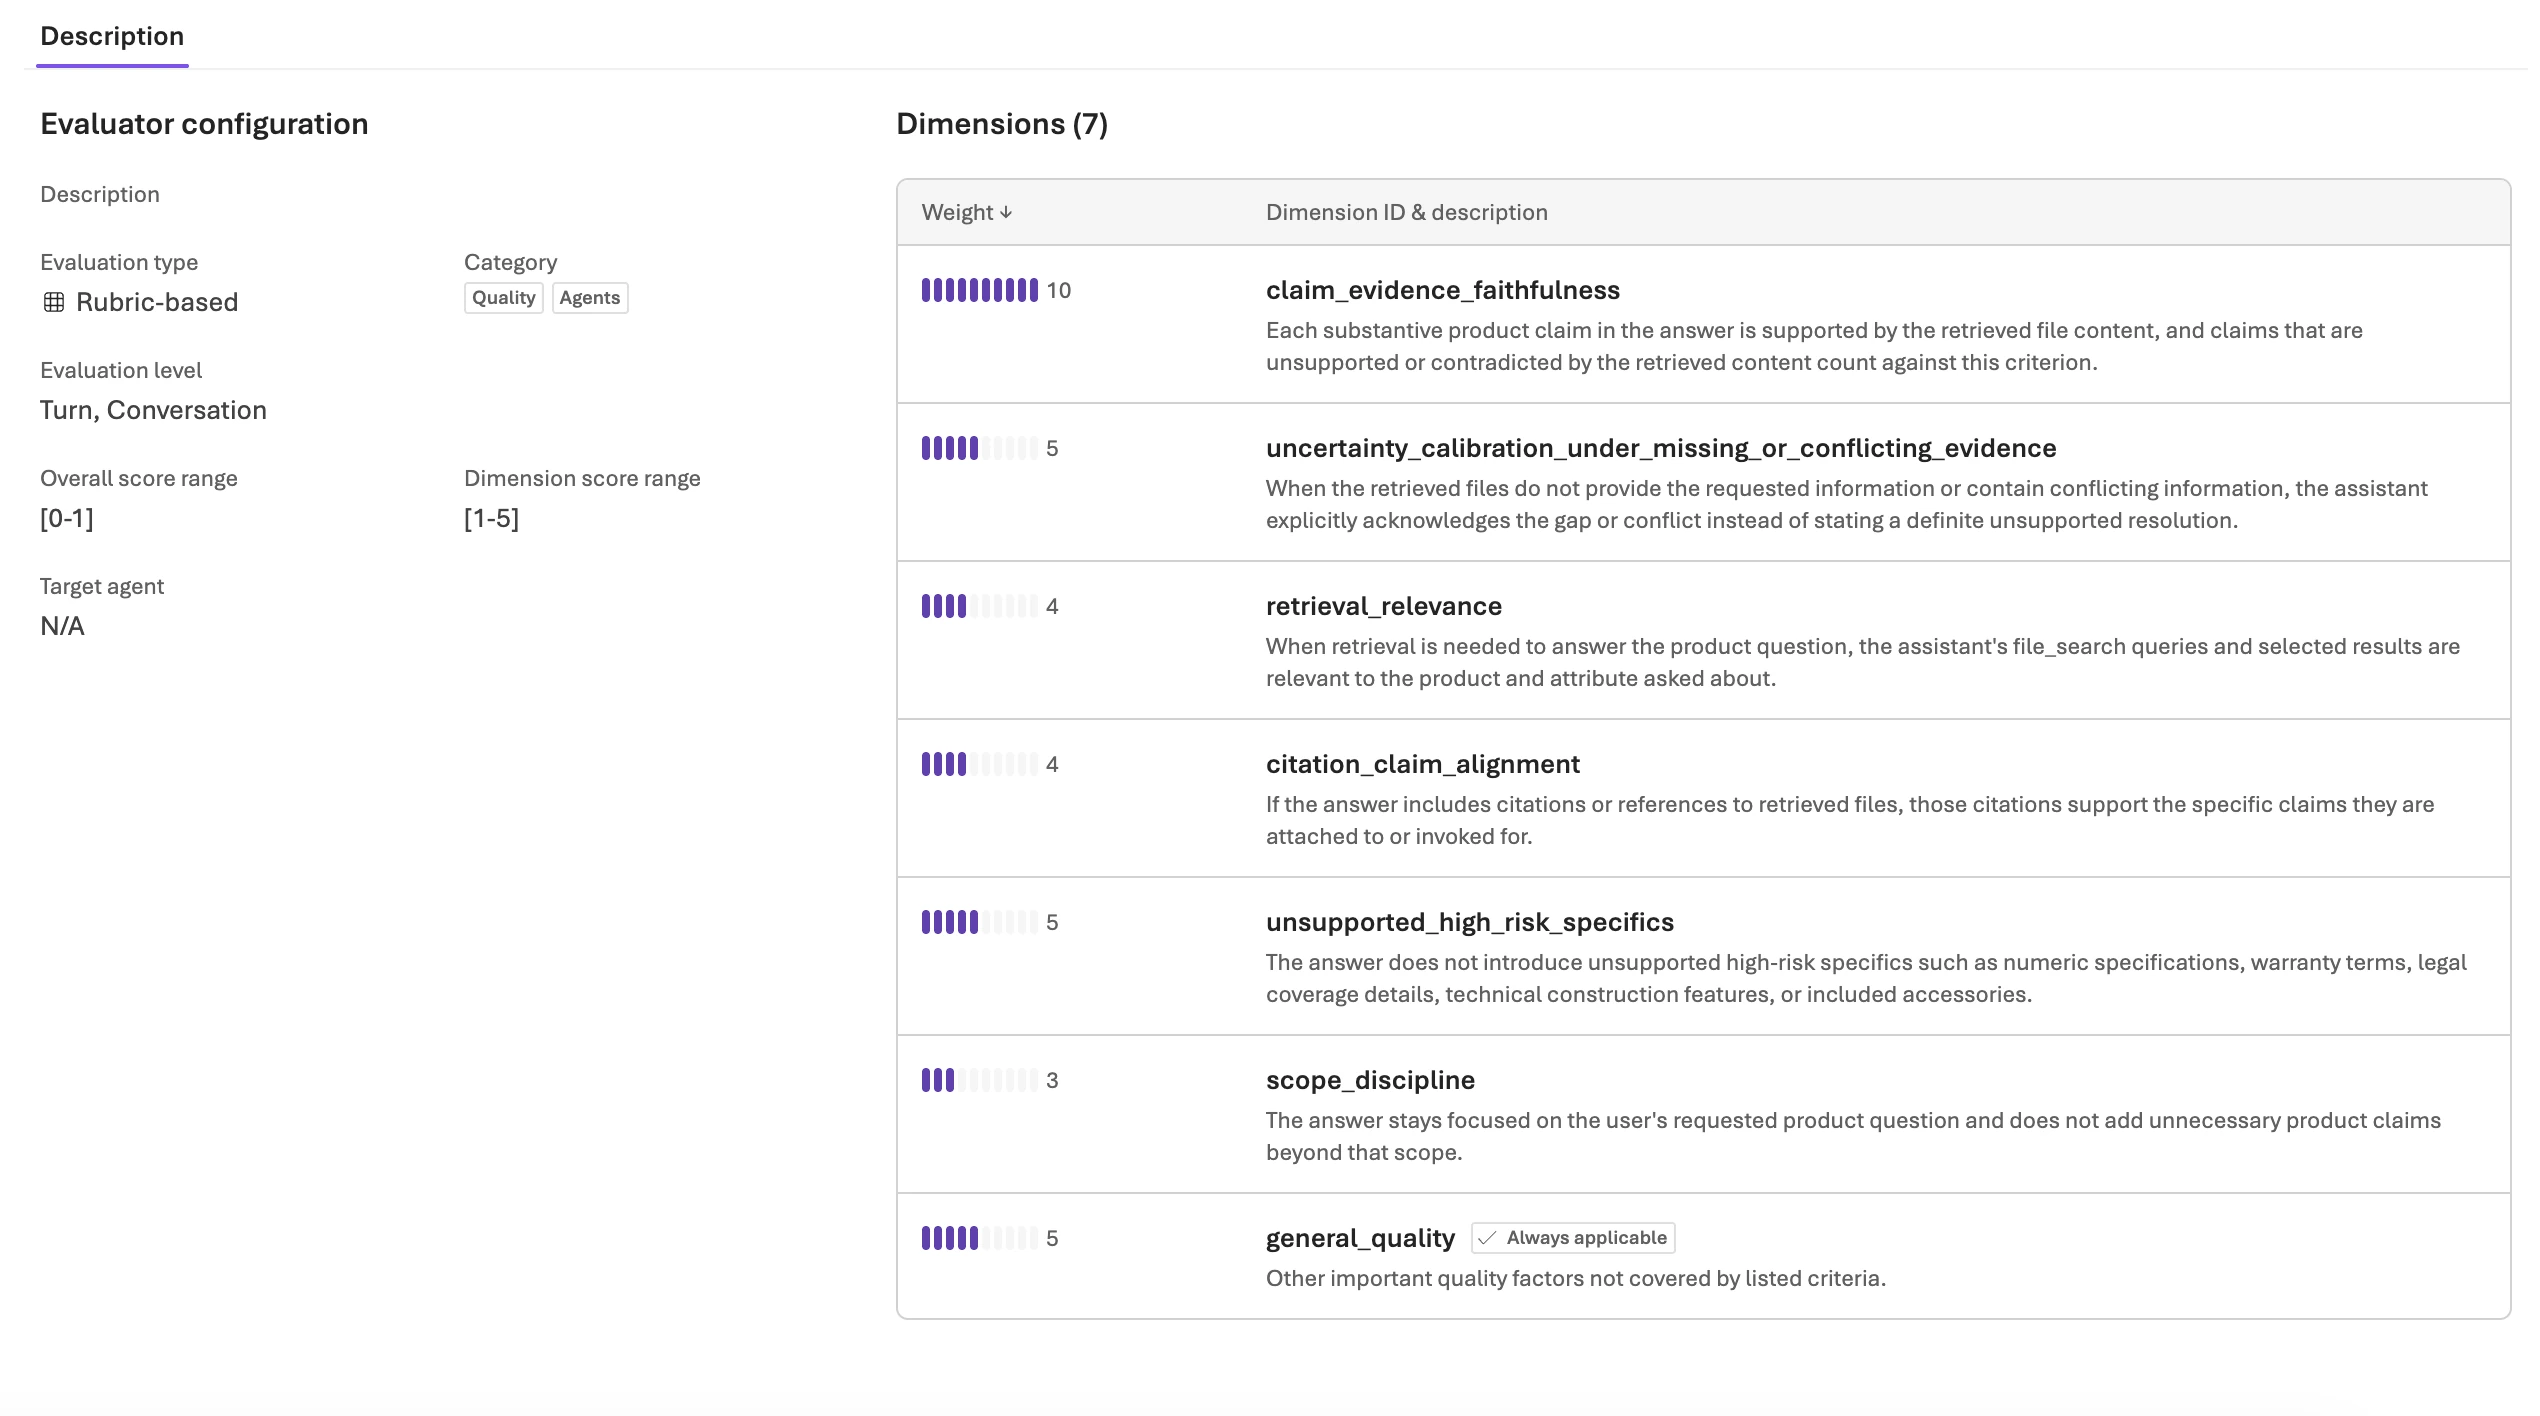 Description
Evaluator configuration
Description
Evaluation type
Rubric-based
Category
Quality
Agents
Evaluation level
Turn, Conversation
Overall score range
[0-1]
Dimension score range
[1-5]
Target agent
N/A
Dimensions (7)
Weight ↓
Dimension ID & description
10
claim_evidence_faithfulness
Each substantive product claim in the answer is supported by the retrieved file content, and claims that are
unsupported or contradicted by the retrieved content count against this criterion.
5
uncertainty_calibration_under_missing_or_conflicting_evidence
When the retrieved files do not provide the requested information or contain conflicting information, the assistant
explicitly acknowledges the gap or conflict instead of stating a definite unsupported resolution.
4
retrieval_relevance
When retrieval is needed to answer the product question, the assistant's file_search queries and selected results are
relevant to the product and attribute asked about.
4
citation_claim_alignment
If the answer includes citations or references to retrieved files, those citations support the specific claims they are
attached to or invoked for.
5
unsupported_high_risk_specifics
The answer does not introduce unsupported high-risk specifics such as numeric specifications, warranty terms, legal
coverage details, technical construction features, or included accessories.
3
scope_discipline
The answer stays focused on the user's requested product question and does not add unnecessary product claims
beyond that scope.
5
general_quality
Always applicable
Other important quality factors not covered by listed criteria.